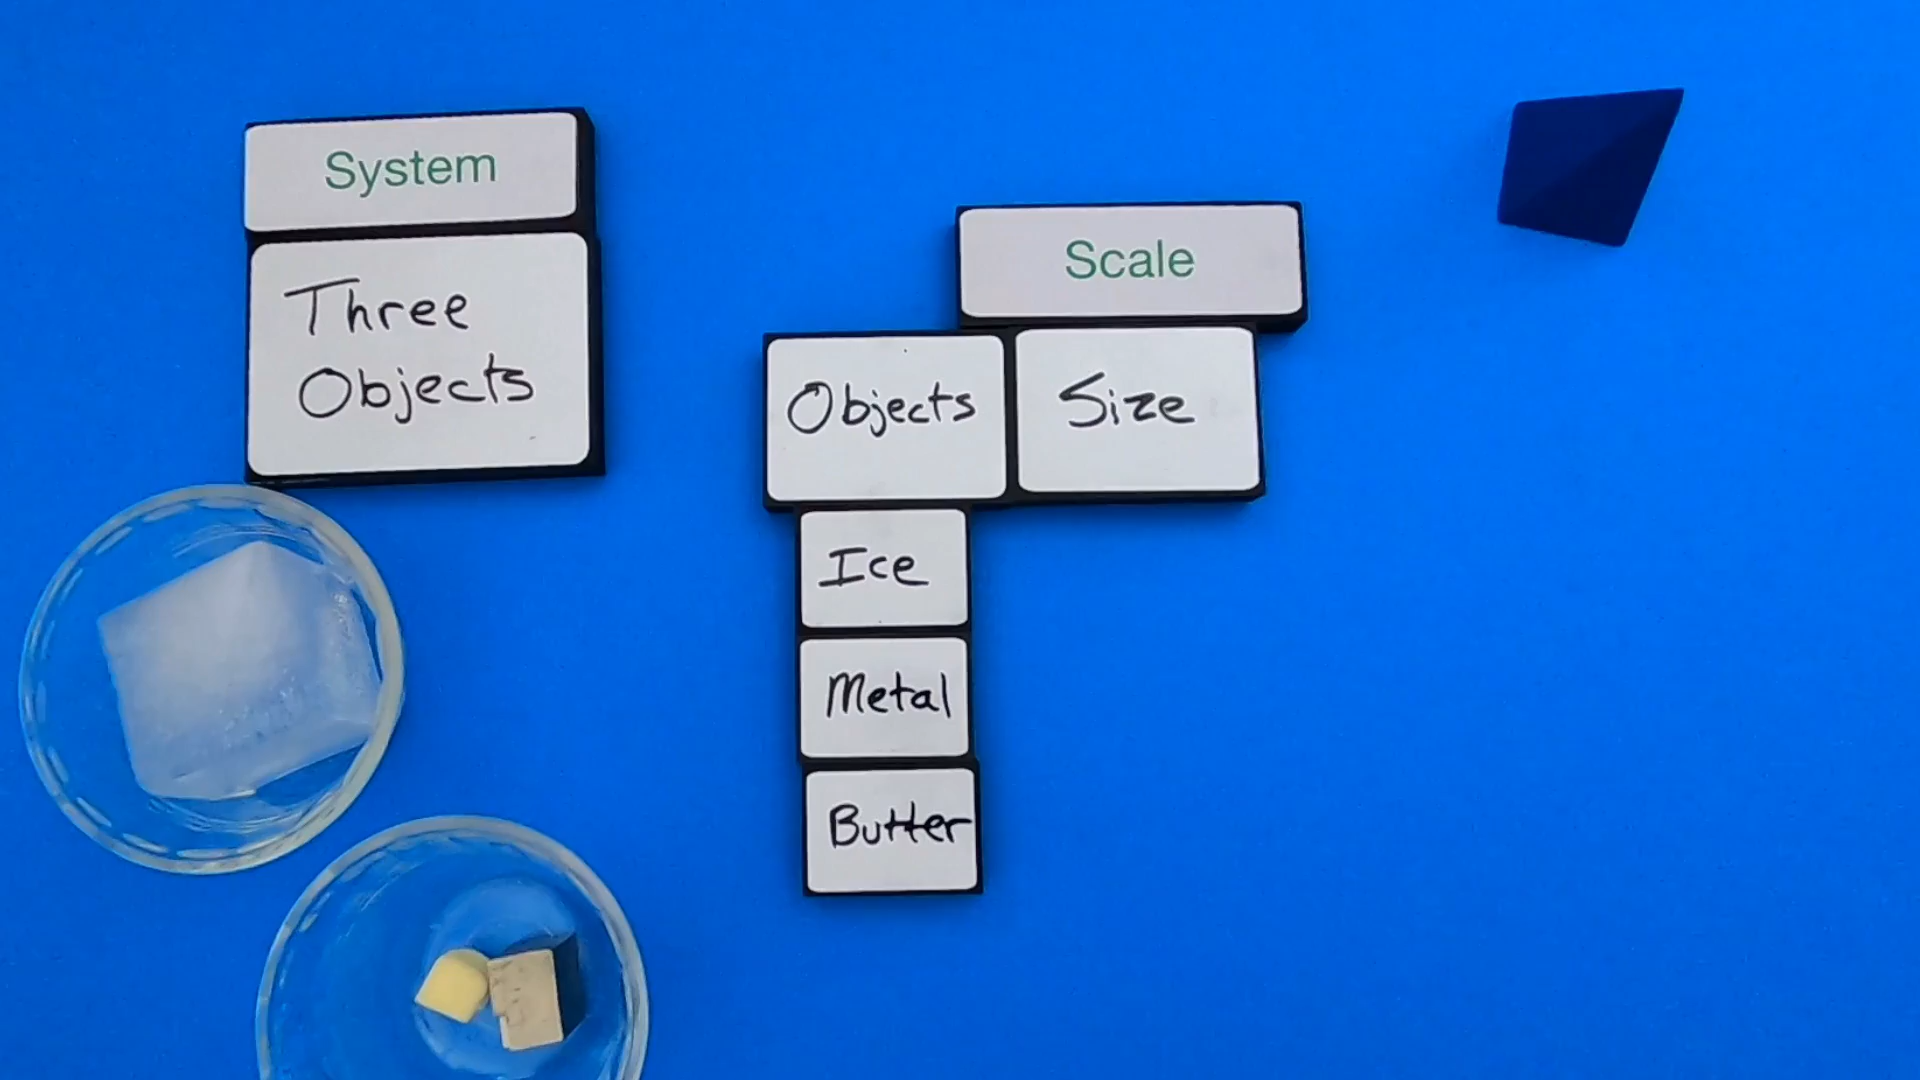 System
Three
Objects
Scale
Objects
Size
Ice
Metal
Butter